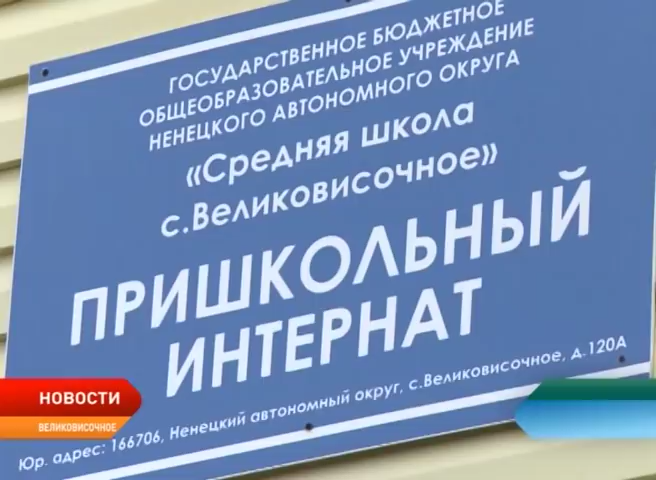 ГОСУДАРСТВЕННОЕ БЮДЖЕТНОЕ
ОБЩЕОБРАЗОВАТЕЛЬНОЕ УЧРЕЖДЕНИЕ
НЕНЕЦКОГО АВТОНОМНОГО ОКРУГА
«Средняя школа
с.Великовисочное»
ПРИШКОЛЬНЫЙ
ИНТЕРНАТ
Юр. адрес: 166706, Ненецкий автономный округ, с.Великовисочное, д.120А
НОВОСТИ
ВЕЛИКОВИСОЧНОЕ